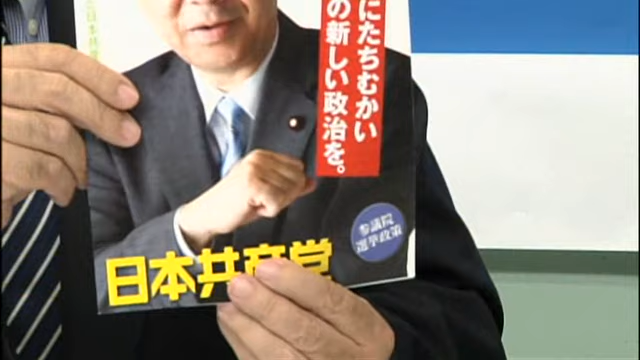 にたちむかい
の新しい政治を。
参議院
選挙政策
日本共産党